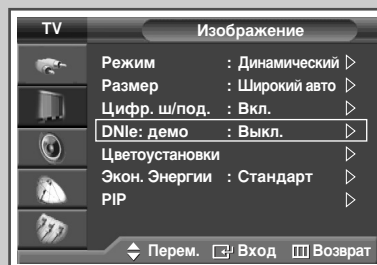 TV Изображение
Режим : Динамический
Размер : Широкий авто
Цифр. ш/под. : Вкл.
DNIe: демо : Выкл.
Цветоустановки
Экон. Энергии : Стандарт
PIP
Перем. Вход Возврат